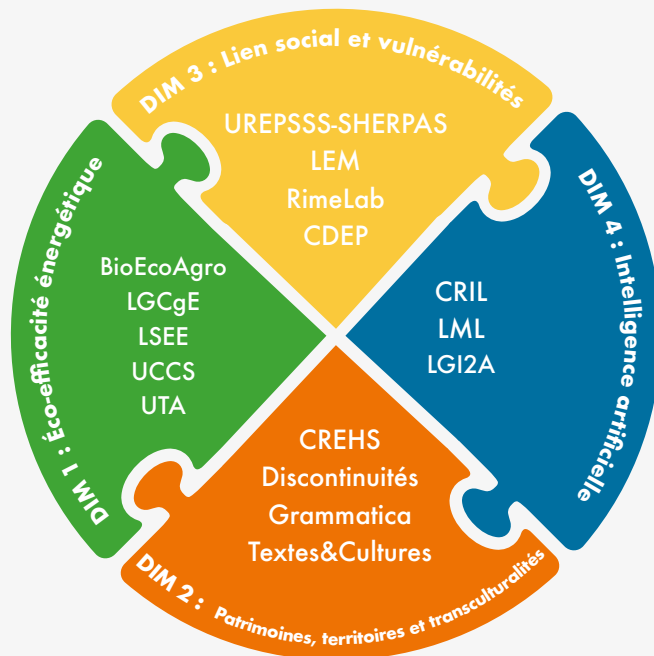 DIM 3 : Lien social et vulnérabilités
UREPSSS-SHERPAS
LEM
RimeLab
CDEP
DIM 1 : Éco-efficacité énergétique
BioEcoAgro
LGCgE
LSEE
UCCS
UTA
DIM 4 : Intelligence artificielle
CRIL
LML
LGI2A
CREHS
Discontinuités
Grammatica
Textes&Cultures
DIM 2 : Patrimoines, territoires et transculturalités